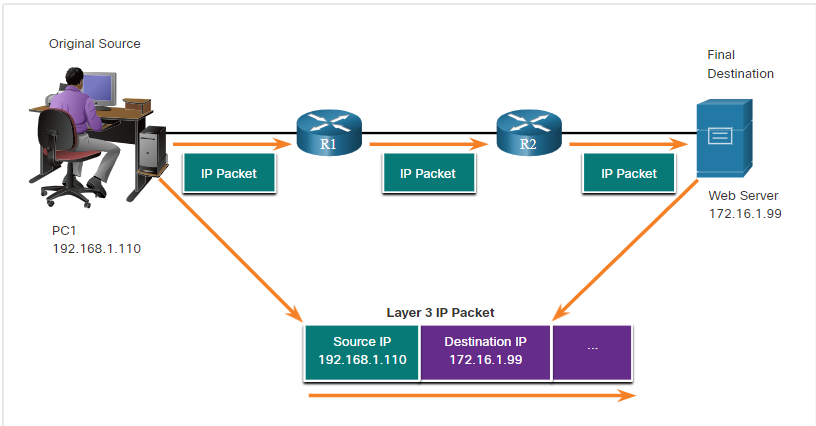 Original Source
Final
Destination
R1
R2
IP Packet
IP Packet
IP Packet
PC1
192.168.1.110
Web Server
172.16.1.99
Layer 3 IP Packet
Source IP
192.168.1.110
Destination IP
172.16.1.99
...